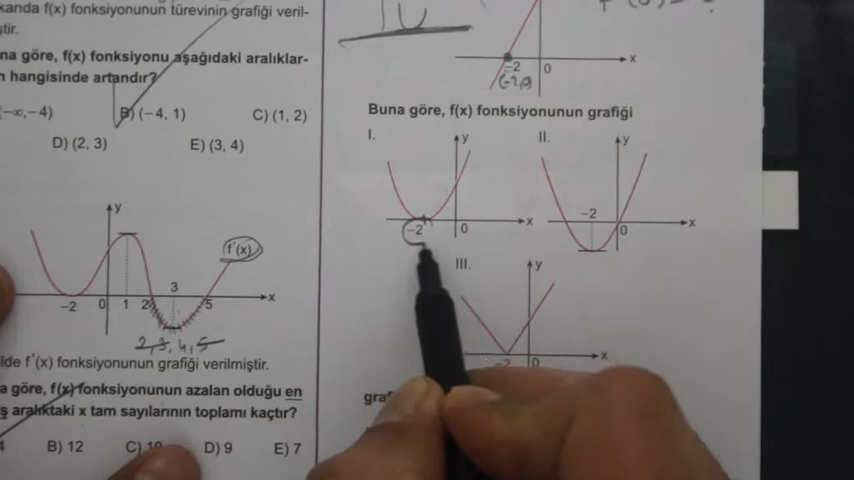 karıda f(x) fonksiyonunun türevinin grafiği veril-
ştir.
na göre, f(x) fonksiyonu aşağıdaki aralıklar-
n hangisinde artandır?
(−∞,−4)
B) (−4, 1)
C) (1, 2)
D) (2, 3)
E) (3, 4)
y
f'(x)
3
−2
0
1
2
5
x
2,3,4,5
lde f'(x) fonksiyonunun grafiği verilmiştir.
a göre, f(x) fonksiyonunun azalan olduğu en
ş aralıktaki x tam sayılarının toplamı kaçtır?
4
B) 12
C) 10
D) 9
E) 7
−2
0
x
(-2,0)
Buna göre, f(x) fonksiyonunun grafiği
I.
y
−2
0
x
II.
y
−2
0
x
III.
y
−2
0
x